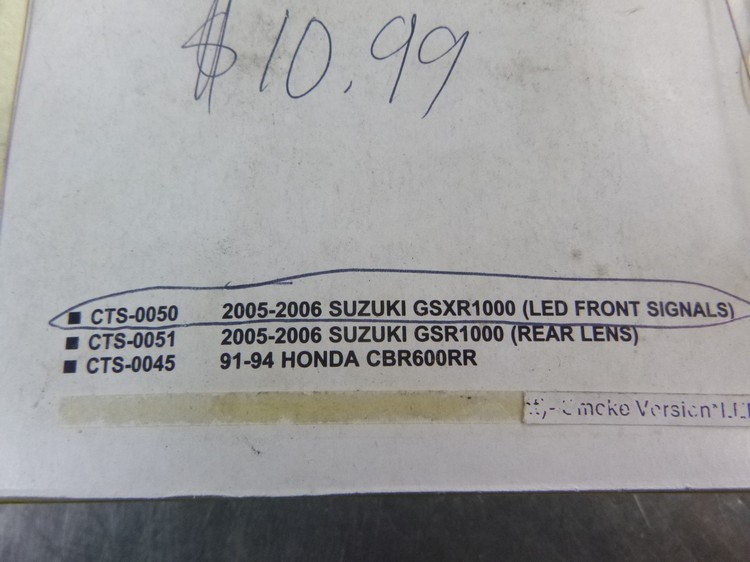 $10.99
■ CTS-0050 2005-2006 SUZUKI GSXR1000 (LED FRONT SIGNALS)
■ CTS-0051 2005-2006 SUZUKI GSR1000 (REAR LENS)
■ CTS-0045 91-94 HONDA CBR600RR
Version